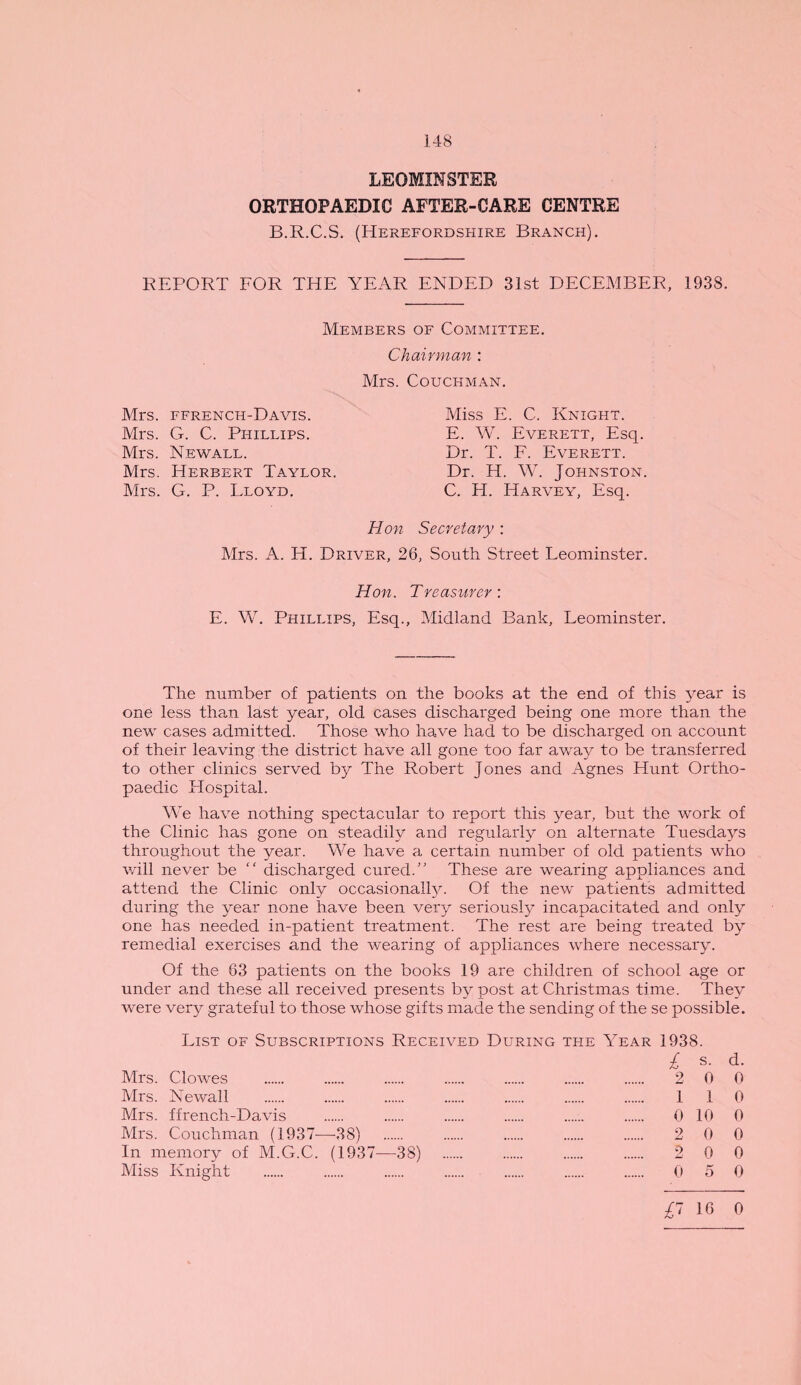 148
LEOMINSTER
ORTHOPAEDIC AFTER-CARE CENTRE
B.R.C.S. (Herefordshire Branch).
REPORT FOR THE YEAR ENDED 31st DECEMBER, 1938.
Members of Committee.
Chairman :
Mrs. Couchman.
Mrs. ffrench-Davis.
Mrs. G. C. Phillips.
Mrs. Newall.
Mrs. Herbert Taylor.
Mrs. G. P. Lloyd.
Miss E. C. Knight.
E. W. Everett, Esq.
Dr. T. F. Everett.
Dr. H. W. Johnston.
C. H. Harvey, Esq.
Hon Secretary :
Mrs. A. H. Driver, 26, South Street Leominster.
Hon. Treasurer :
E. W. Phillips, Esq., Midland Bank, Leominster.
The number of patients on the books at the end of this year is
one less than last year, old cases discharged being one more than the
new cases admitted. Those who have had to be discharged on account
of their leaving the district have all gone too far away to be transferred
to other clinics served by The Robert Jones and Agnes Hunt Ortho-
paedic Hospital.
We have nothing spectacular to report this year, but the work of
the Clinic has gone on steadily and regularly on alternate Tuesdays
throughout the year. We have a certain number of old patients who
will never be “ discharged cured.” These are wearing appliances and
attend the Clinic only occasionally. Of the new patients admitted
during the year none have been very seriously incapacitated and only
one has needed in-patient treatment. The rest are being treated by
remedial exercises and the wearing of appliances where necessary.
Of the 63 patients on the books 19 are children of school age or
under and these all received presents by post at Christmas time. They
were very grateful to those whose gifts made the sending of the se possible.
List of Subscriptions Received During the Year 1938.
£ s. d.
Mrs. Clowes ...... ...... ...... ...... ...... ...... ...... 2 0 0
Mrs. Newall ...... ...... ...... ...... ...... ...... ...... 1 1 0
Mrs. ffrench-Davis ...... ...... ...... ...... ...... ...... 0 10 0
Mrs. Couchman (1937—38) ...... ...... ...... ...... ...... 2 0 0
In memory of M.G.C. (1937—38) ...... ...... ...... ...... 2 0 0
Miss Knight ...... ...... ...... ...... ...... ...... ...... 0 5 0
£7 16 0